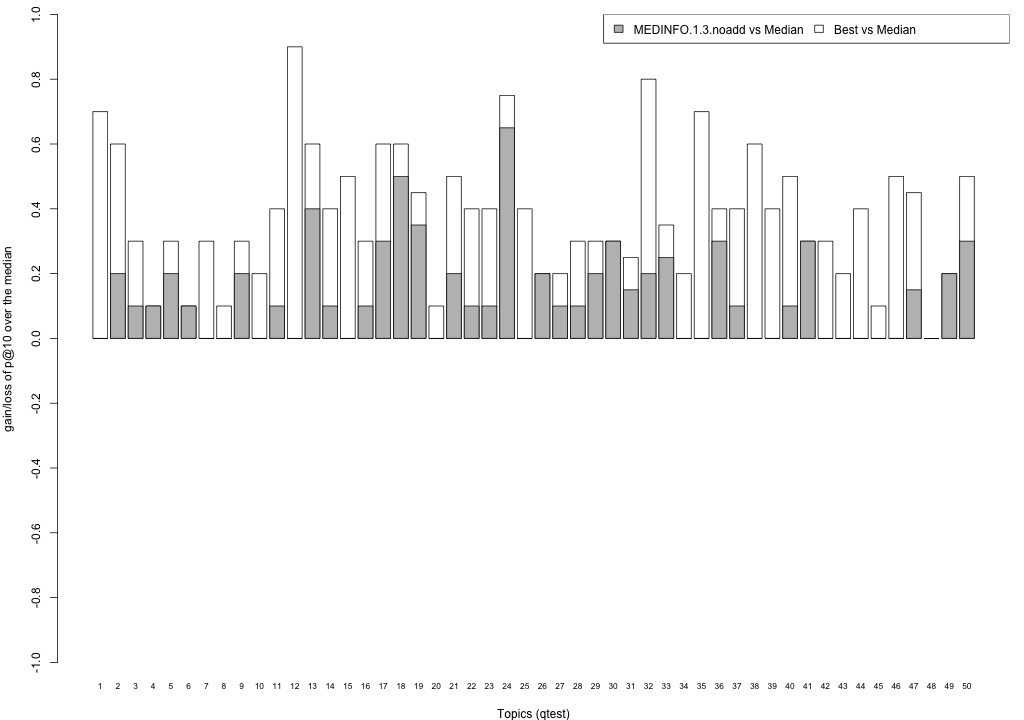 MEDINFO.1.3.noadd vs Median Best vs Median
1.0
0.8
0.6
0.4
0.2
0.0
-0.2
-0.4
-0.6
-0.8
-1.0
gain/loss of p@10 over the median
1 2 3 4 5 6 7 8 9 10 11 12 13 14 15 16 17 18 19 20 21 22 23 24 25 26 27 28 29 30 31 32 33 34 35 36 37 38 39 40 41 42 43 44 45 46 47 48 49 50
Topics (qtest)